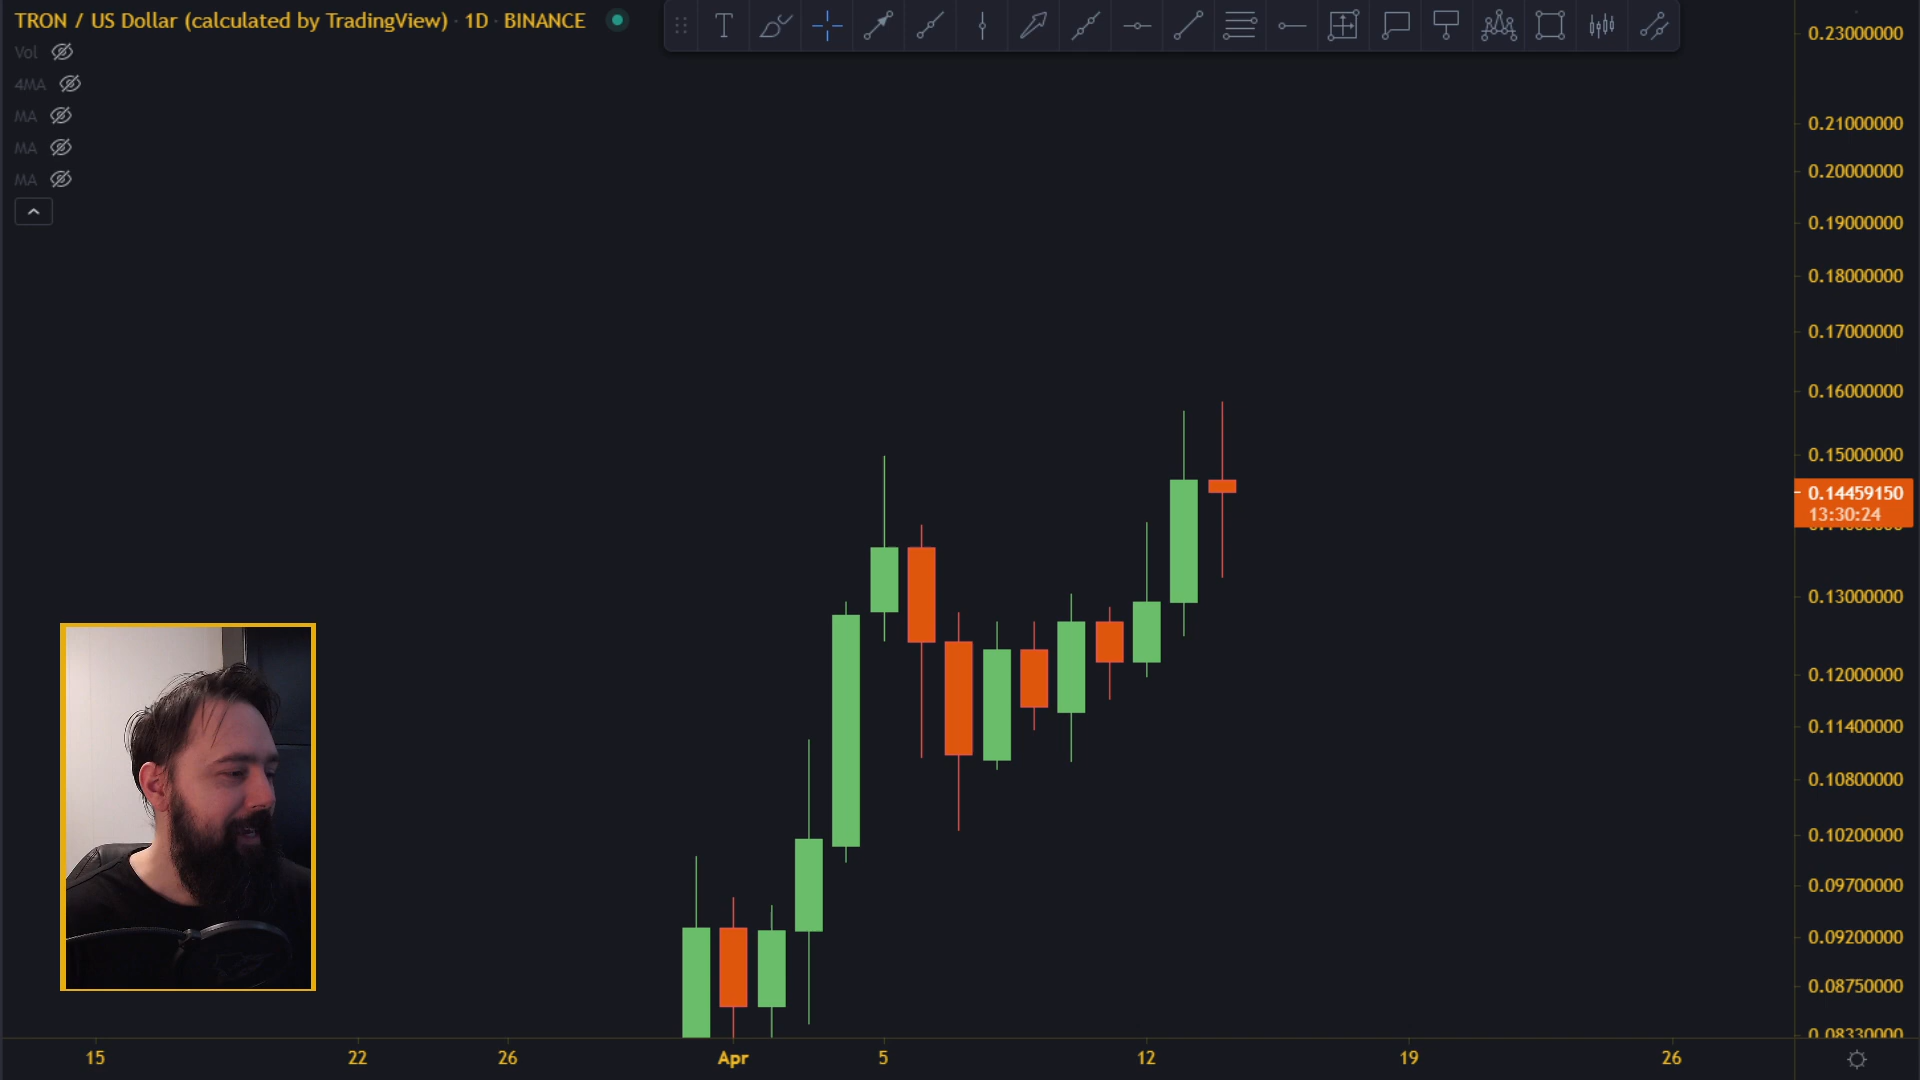 TRON / US Dollar (calculated by TradingView) · 1D · BINANCE
Vol
4MA
MA
MA
MA
0.23000000
0.21000000
0.20000000
0.19000000
0.18000000
0.17000000
0.16000000
0.15000000
0.14459150
13:30:24
0.13000000
0.12000000
0.11400000
0.10800000
0.10200000
0.09700000
0.09200000
0.08750000
0.08330000
15 22 26 Apr 5 12 19 26